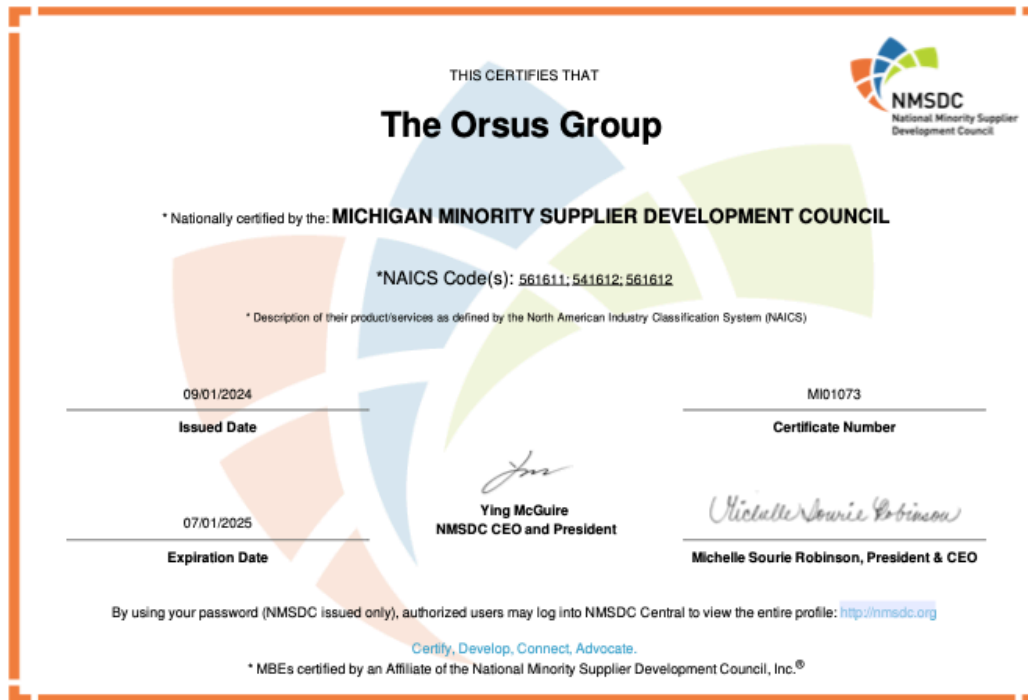 THIS CERTIFIES THAT
The Orsus Group
NMSDC
National Minority Supplier
Development Council
* Nationally certified by the: MICHIGAN MINORITY SUPPLIER DEVELOPMENT COUNCIL
*NAICS Code(s): 561611; 541612; 561612
* Description of their product/services as defined by the North American Industry Classification System (NAICS)
09/01/2024
Issued Date
MI01073
Certificate Number
Ying McGuire
NMSDC CEO and President
07/01/2025
Expiration Date
Michelle Sourie Robinson
Michelle Sourie Robinson, President & CEO
By using your password (NMSDC issued only), authorized users may log into NMSDC Central to view the entire profile: http://nmsdc.org
Certify, Develop, Connect, Advocate.
* MBEs certified by an Affiliate of the National Minority Supplier Development Council, Inc.®